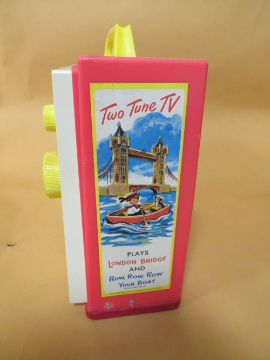 Two Tune TV
PLAYS
LONDON BRIDGE
AND
ROW, ROW, ROW
YOUR BOAT